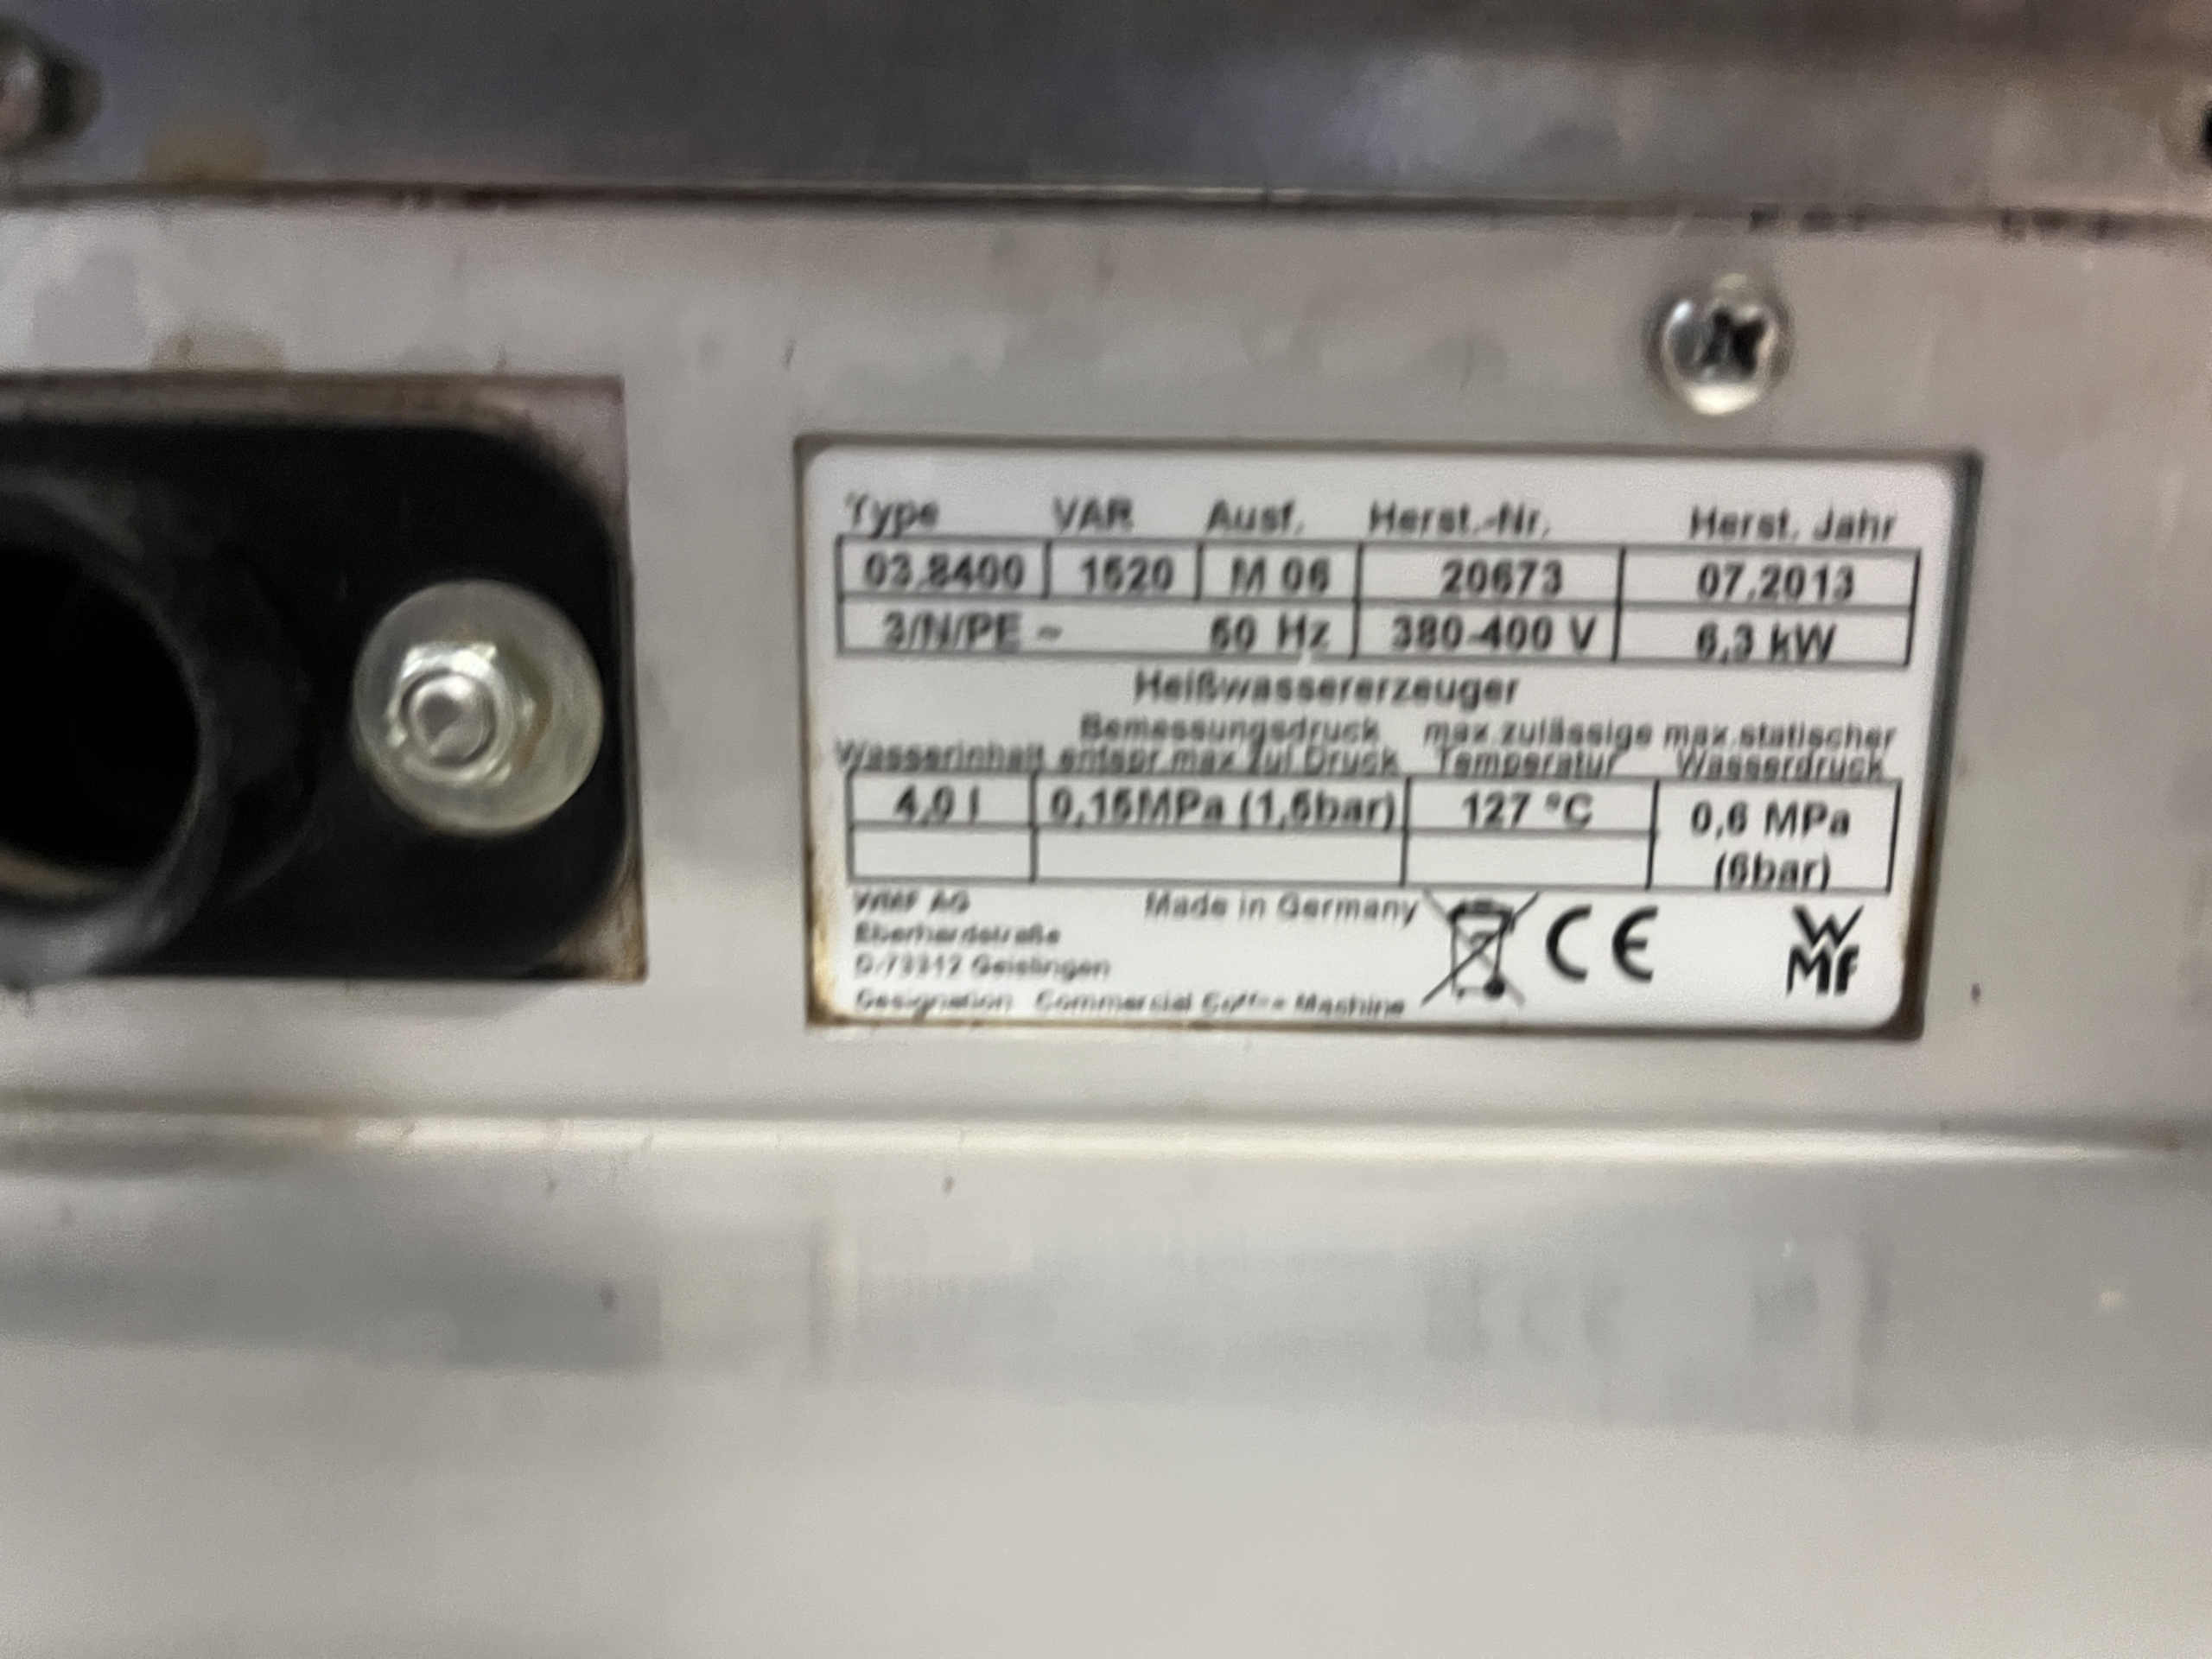 Type VAR Ausf. Herst.-Nr. Herst. Jahr
03.8400 1520 M 06 20673 07.2013
3/N/PE ~ 50 Hz 380-400 V 6,3 kW
Heißwassererzeuger
Bemessungsdruck max.zulässige max.statischer
Wasserinhalt entspr.max.zul.Druck Temperatur Wasserdruck
4,0 l 0,15MPa (1,5bar) 127 °C 0,6 MPa
(6bar)
WMF AG Made in Germany CE WMF
Eberhardstraße
D-73312 Geislingen
Designation Commercial Coffee Machine